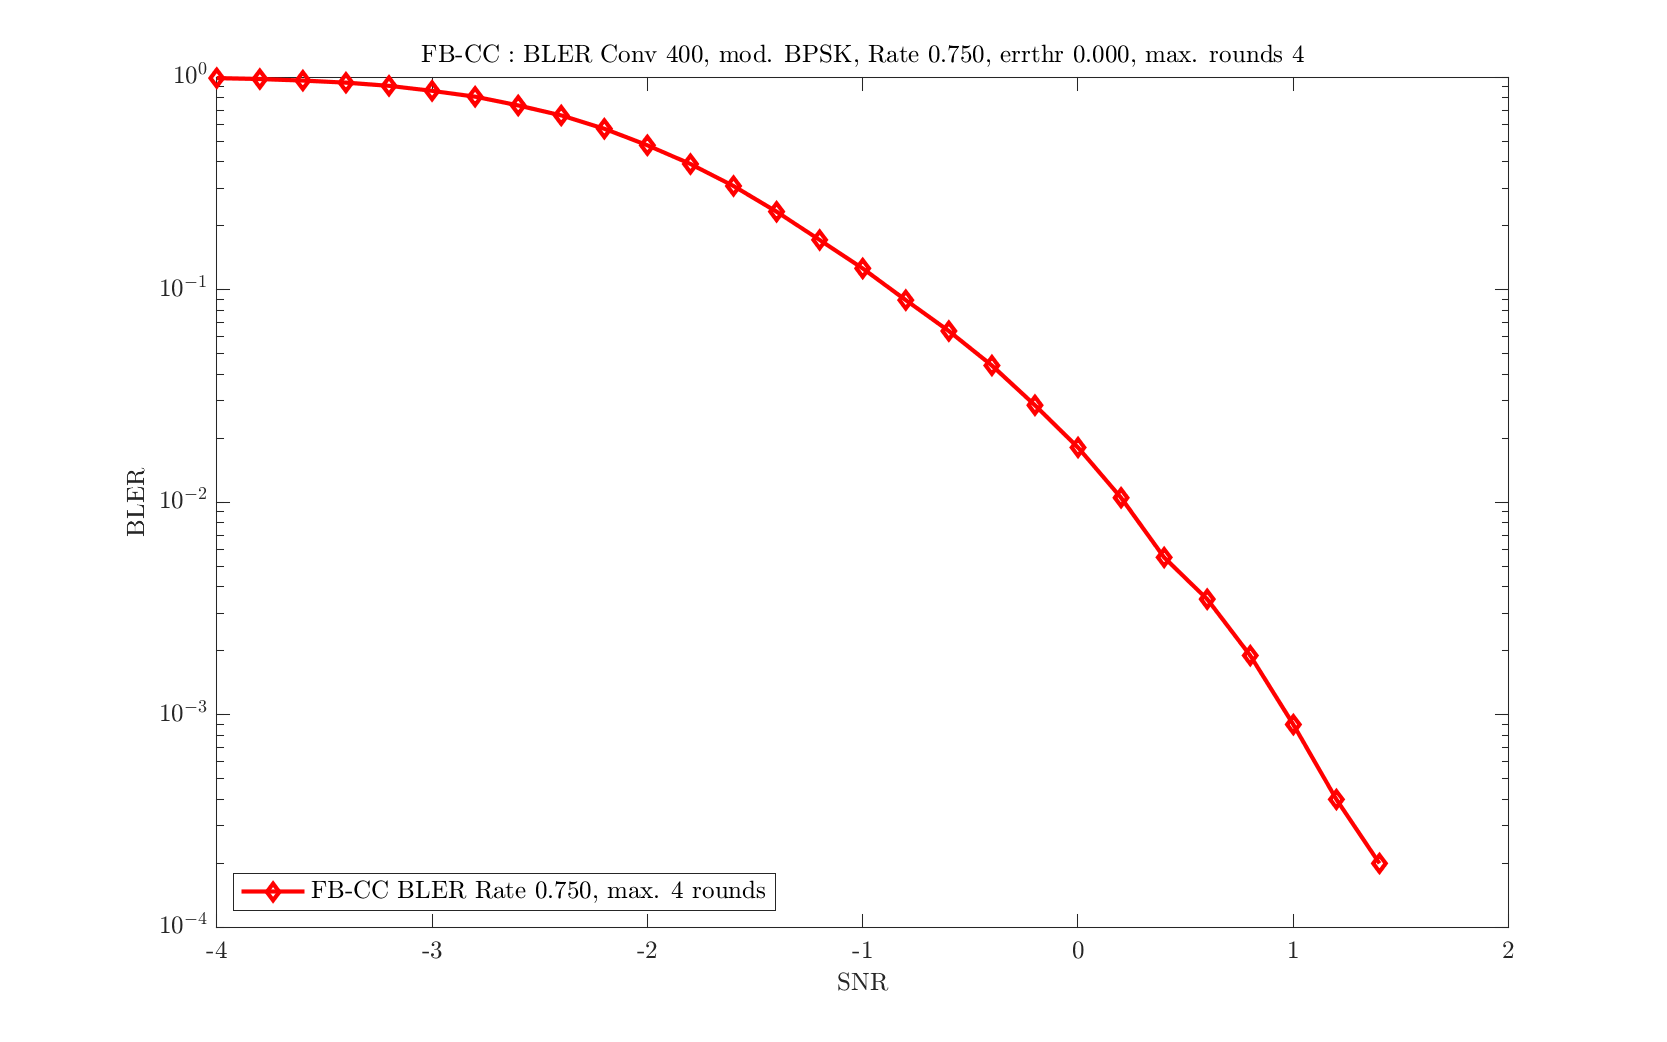 FB-CC : BLER Conv 400, mod. BPSK, Rate 0.750, errthr 0.000, max. rounds 4
10⁰
10⁻¹
10⁻²
10⁻³
10⁻⁴
BLER
FB-CC BLER Rate 0.750, max. 4 rounds
-4 -3 -2 -1 0 1 2
SNR